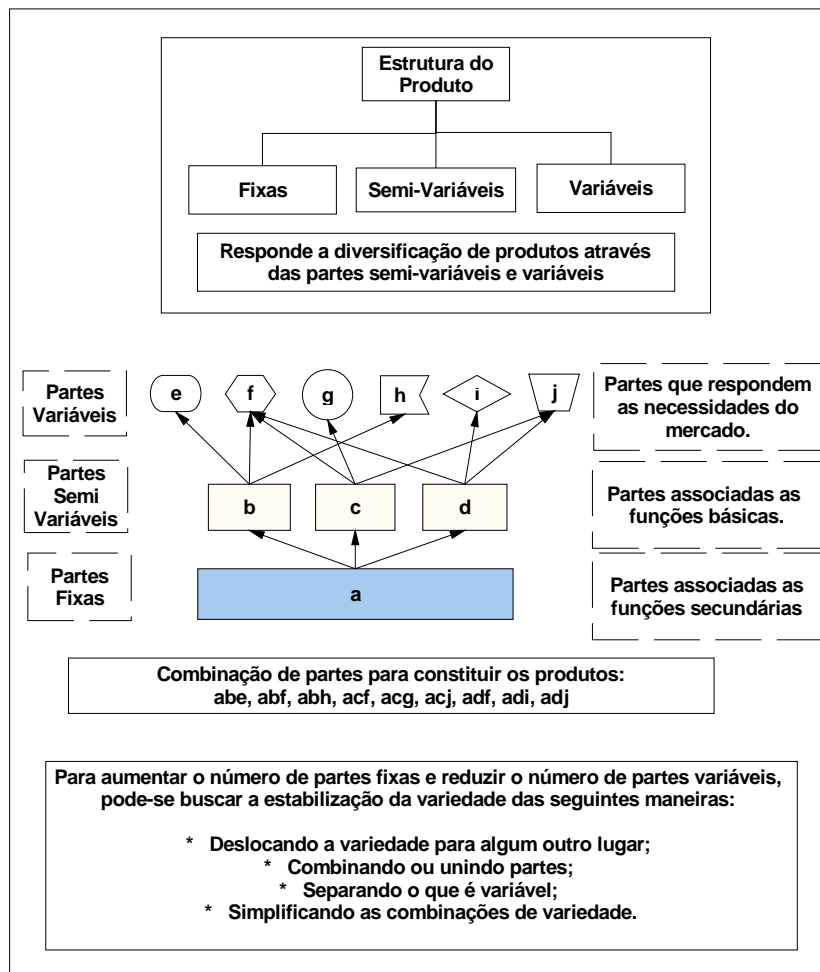 Estrutura do
Produto
Fixas
Semi-Variáveis
Variáveis
Responde a diversificação de produtos através
das partes semi-variáveis e variáveis
Partes
Variáveis
e
f
g
h
i
j
Partes que respondem
as necessidades do
mercado.
Partes
Semi
Variáveis
b
c
d
Partes associadas as
funções básicas.
Partes
Fixas
a
Partes associadas as
funções secundárias
Combinação de partes para constituir os produtos:
abe, abf, abh, acf, acg, acj, adf, adi, adj
Para aumentar o número de partes fixas e reduzir o número de partes variáveis,
pode-se buscar a estabilização da variedade das seguintes maneiras:
* Deslocando a variedade para algum outro lugar;
* Combinando ou unindo partes;
* Separando o que é variável;
* Simplificando as combinações de variedade.